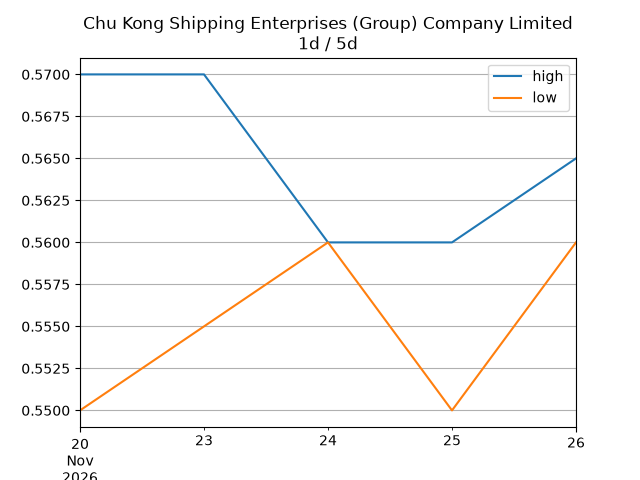 Chu Kong Shipping Enterprises (Group) Company Limited
1d / 5d
high
low
0.5700
0.5675
0.5650
0.5625
0.5600
0.5575
0.5550
0.5525
0.5500
20 23 24 25 26
Nov
2026